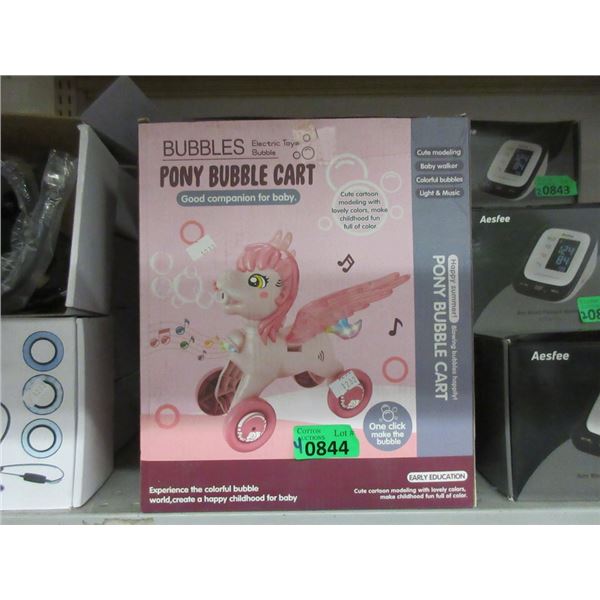 BUBBLES
Electric Toys
Bubble
PONY BUBBLE CART
Good companion for baby.
Cute modeling
Baby walker
Colorful bubbles
Light & Music
Cute cartoon
modeling with
lovely colors, make
childhood fun
full of color.
Happy summer! Blowing bubbles happily!
PONY BUBBLE CART
One click
make the
bubble
COTTON
AUCTIONS
Lot #
0844
Experience the colorful bubble
world,create a happy childhood for baby
EARLY EDUCATION
Cute cartoon modeling with lovely colors,
make childhood fun full of color.
0843
Aesfee
Aesfee